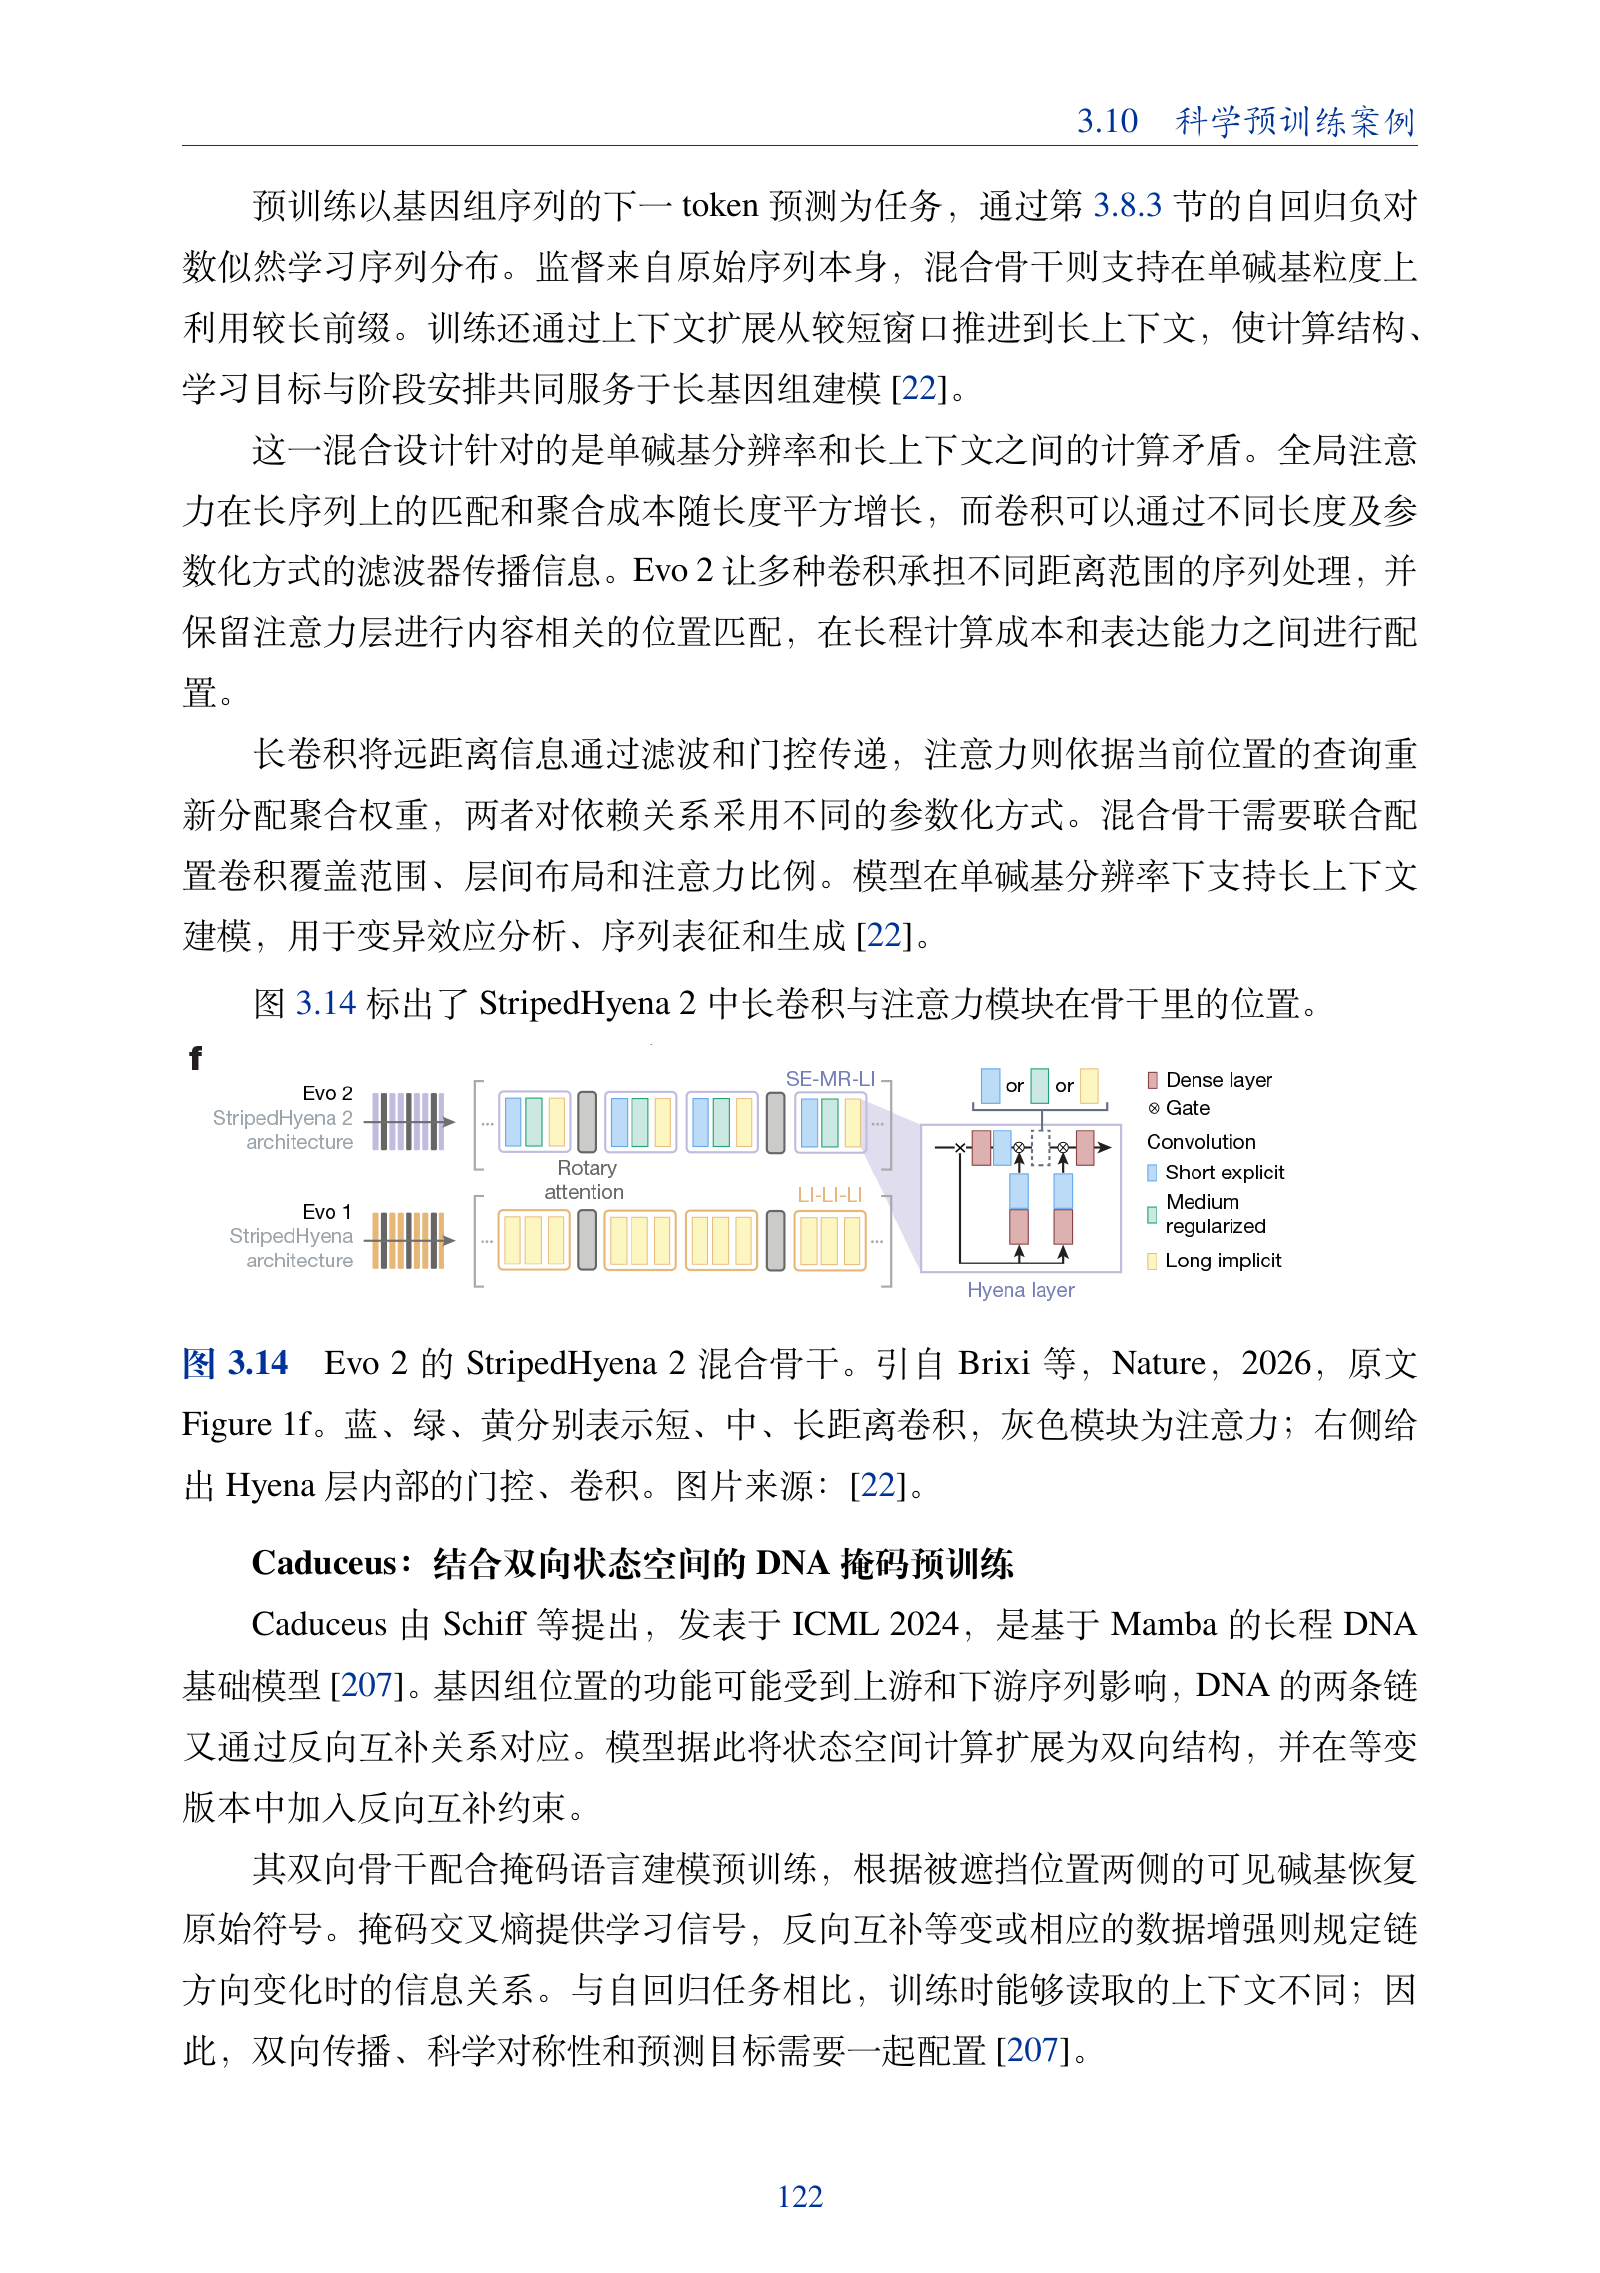 3.10 科学预训练案例
预训练以基因组序列的下一 token 预测为任务，通过第 3.8.3 节的自回归负对
数似然学习序列分布。监督来自原始序列本身，混合骨干则支持在单碱基粒度上
利用较长前缀。训练还通过上下文扩展从较短窗口推进到长上下文，使计算结构、
学习目标与阶段安排共同服务于长基因组建模 [22]。
这一混合设计针对的是单碱基分辨率和长上下文之间的计算矛盾。全局注意
力在长序列上的匹配和聚合成本随长度平方增长，而卷积可以通过不同长度及参
数化方式的滤波器传播信息。Evo 2 让多种卷积承担不同距离范围的序列处理，并
保留注意力层进行内容相关的位置匹配，在长程计算成本和表达能力之间进行配
置。
长卷积将远距离信息通过滤波和门控传递，注意力则依据当前位置的查询重
新分配聚合权重，两者对依赖关系采用不同的参数化方式。混合骨干需要联合配
置卷积覆盖范围、层间布局和注意力比例。模型在单碱基分辨率下支持长上下文
建模，用于变异效应分析、序列表征和生成 [22]。
图 3.14 标出了 StripedHyena 2 中长卷积与注意力模块在骨干里的位置。
f
Evo 2
StripedHyena 2
architecture
...
SE-MR-LI
...
Rotary
attention
Evo 1
StripedHyena
architecture
...
LI-LI-LI
...
or or
Hyena layer
Dense layer
Gate
Convolution
Short explicit
Medium
regularized
Long implicit
图 3.14 Evo 2 的 StripedHyena 2 混合骨干。引自 Brixi 等，Nature，2026，原文
Figure 1f。蓝、绿、黄分别表示短、中、长距离卷积，灰色模块为注意力；右侧给
出 Hyena 层内部的门控、卷积。图片来源：[22]。
Caduceus：结合双向状态空间的 DNA 掩码预训练
Caduceus 由 Schiff 等提出，发表于 ICML 2024，是基于 Mamba 的长程 DNA
基础模型 [207]。基因组位置的功能可能受到上游和下游序列影响，DNA 的两条链
又通过反向互补关系对应。模型据此将状态空间计算扩展为双向结构，并在等变
版本中加入反向互补约束。
其双向骨干配合掩码语言建模预训练，根据被遮挡位置两侧的可见碱基恢复
原始符号。掩码交叉熵提供学习信号，反向互补等变或相应的数据增强则规定链
方向变化时的信息关系。与自回归任务相比，训练时能够读取的上下文不同；因
此，双向传播、科学对称性和预测目标需要一起配置 [207]。
122